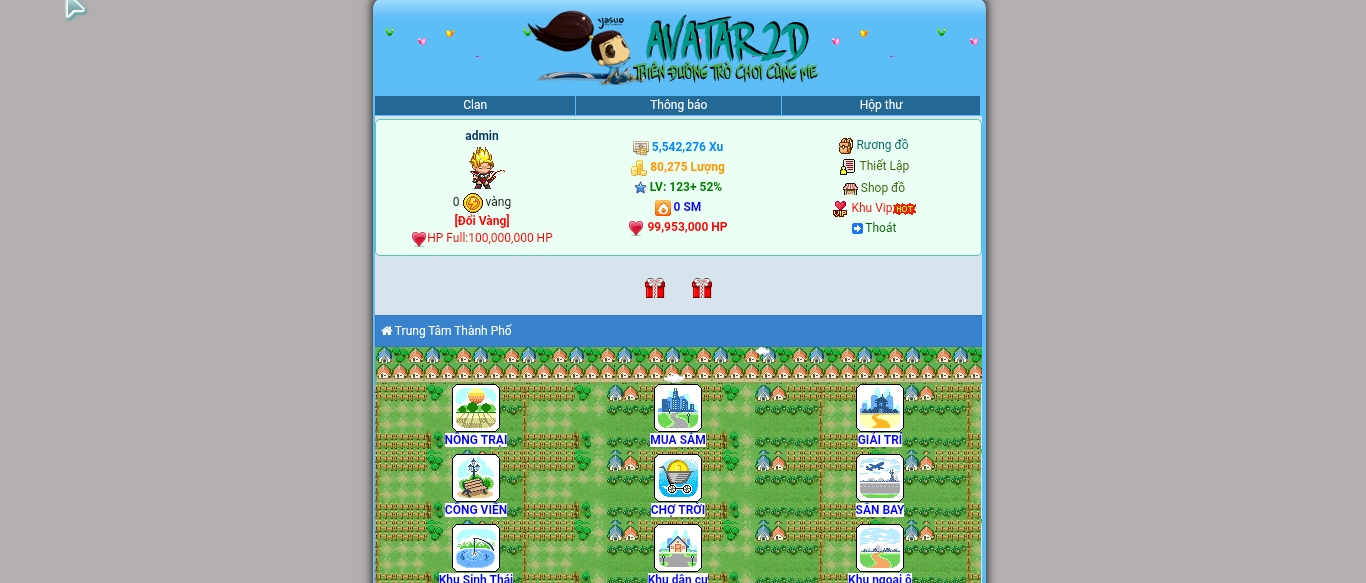 yasuo
AVATAR 2D
THIÊN ĐƯỜNG TRÒ CHƠI CÙNG ME
Clan
Thông báo
Hộp thư
admin
0 vàng
[Đổi Vàng]
HP Full:100,000,000 HP
5,542,276 Xu
80,275 Lượng
LV: 123+ 52%
0 SM
99,953,000 HP
Rương đồ
Thiết Lập
Shop đồ
VIP Khu Vip HOT
Thoát
Trung Tâm Thành Phố
NÔNG TRẠI
MUA SẮM
GIẢI TRÍ
CÔNG VIÊN
CHỢ TRỜI
SÂN BAY
Khu Sinh Thái
Khu dân cư
Khu ngoại ô